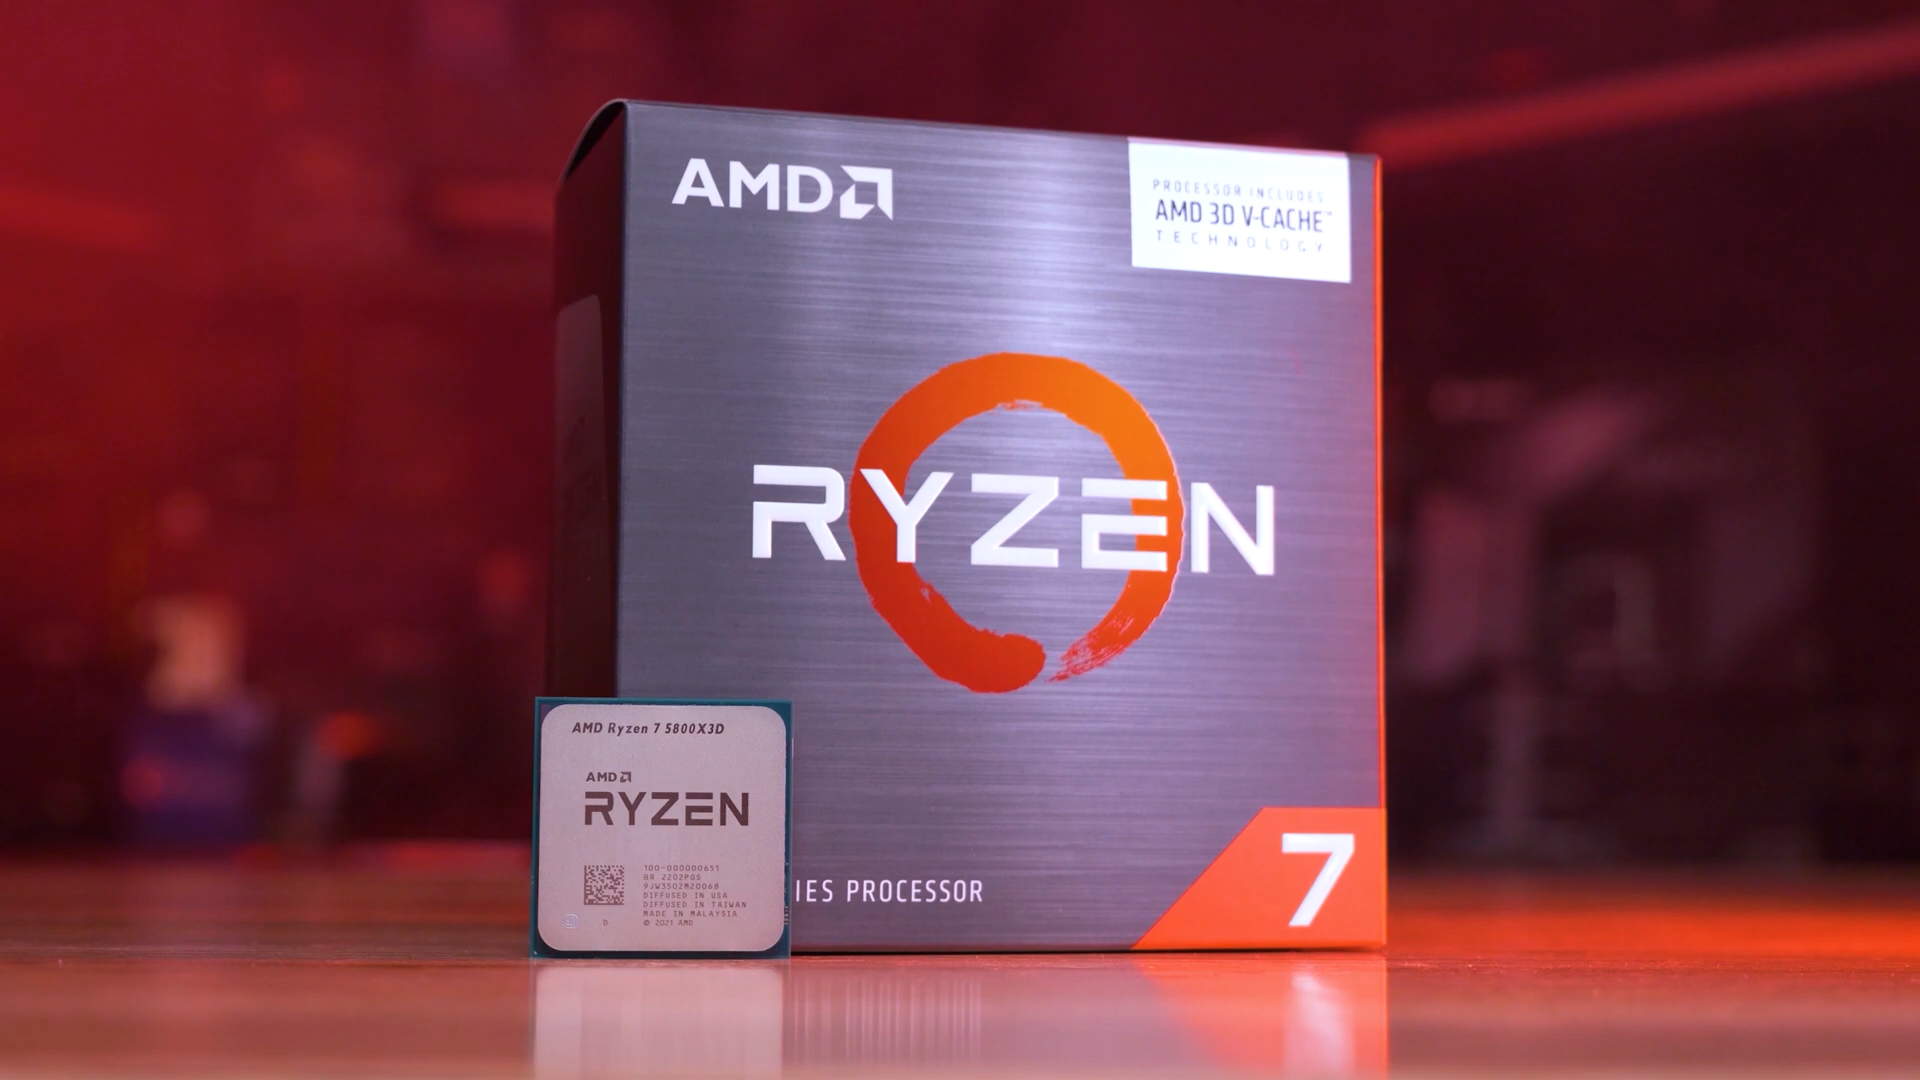 AMD
PROCESSOR INCLUDES
AMD 3D V-CACHE™
TECHNOLOGY
RYZEN
AMD Ryzen 7 5800X3D
AMD
RYZEN
100-000000651
BR 2202PGS
9JW3502M20068
DIFFUSED IN USA
DIFFUSED IN TAIWAN
MADE IN MALAYSIA
© 2021 AMD
D
IES PROCESSOR
7